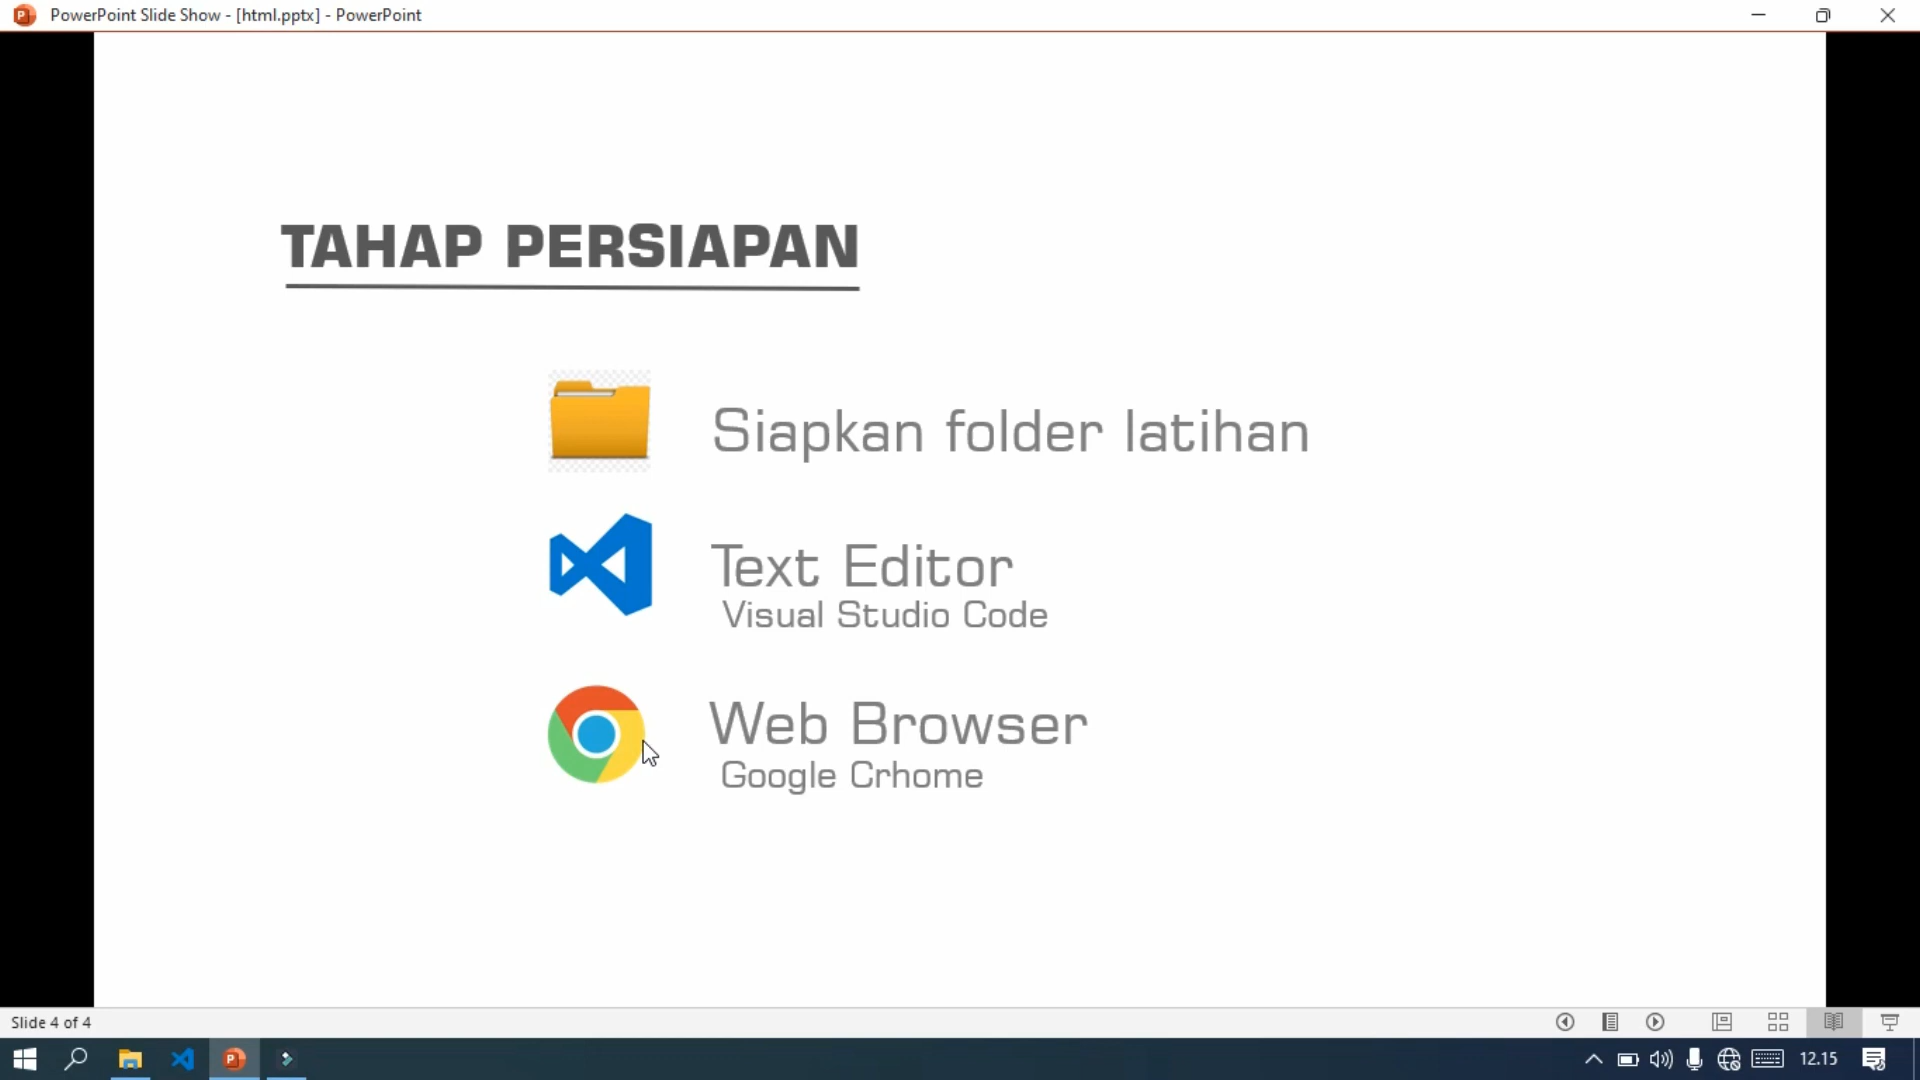 PowerPoint Slide Show - [html.pptx] - PowerPoint
TAHAP PERSIAPAN
Siapkan folder latihan
Text Editor
Visual Studio Code
Web Browser
Google Crhome
Slide 4 of 4
12.15